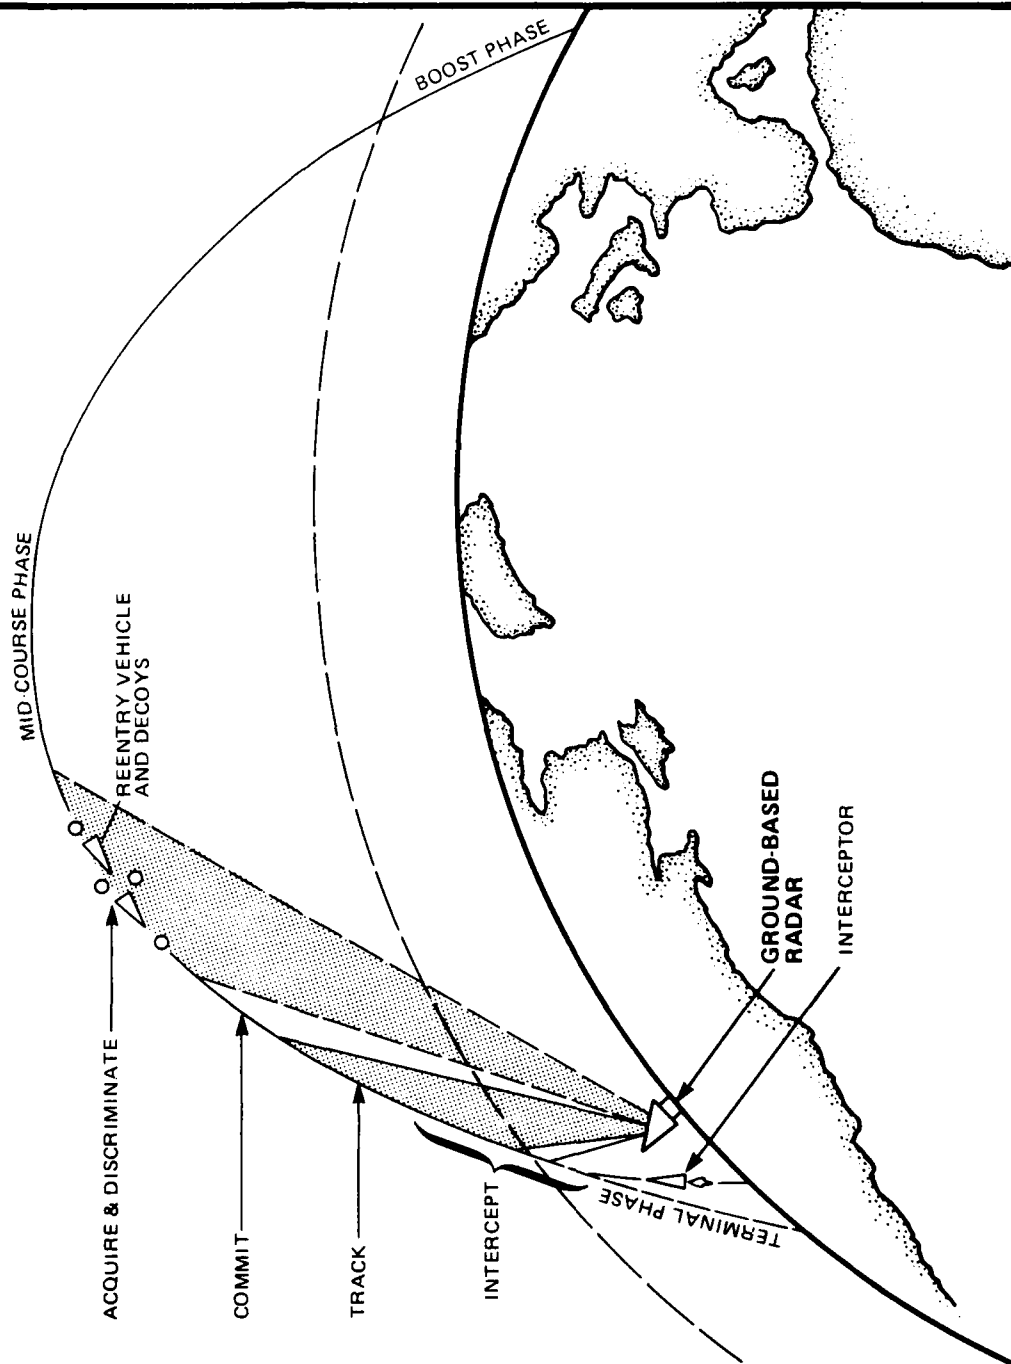 BOOST PHASE
MID-COURSE PHASE
REENTRY VEHICLE
AND DECOYS
ACQUIRE & DISCRIMINATE
COMMIT
TRACK
INTERCEPT
TERMINAL PHASE
GROUND-BASED
RADAR
INTERCEPTOR